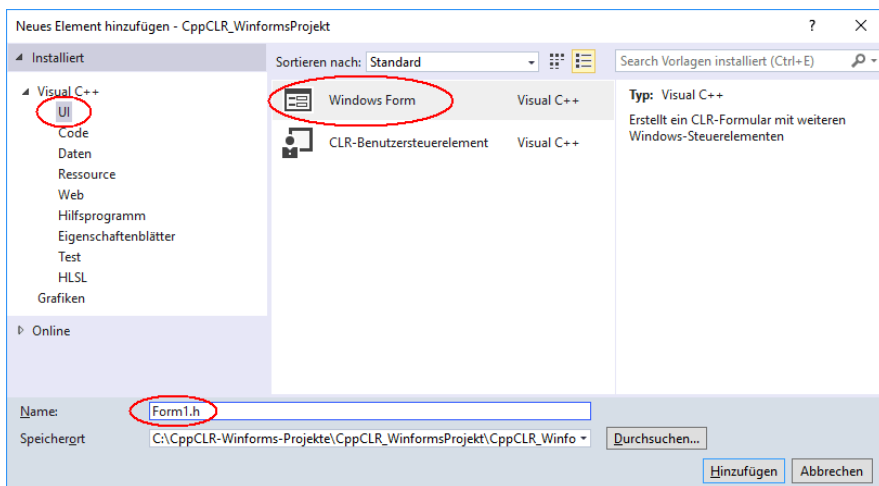 Neues Element hinzufügen - CppCLR_WinformsProjekt
Installiert
Sortieren nach: Standard
Search Vorlagen installiert (Ctrl+E)
Visual C++
UI
Code
Daten
Ressource
Web
Hilfsprogramm
Eigenschaftenblätter
Test
HLSL
Grafiken
Online
Windows Form Visual C++
CLR-Benutzersteuerelement Visual C++
Typ: Visual C++
Erstellt ein CLR-Formular mit weiteren
Windows-Steuerelementen
Name: Form1.h
Speicherort C:\CppCLR-Winforms-Projekte\CppCLR_WinformsProjekt\CppCLR_Winfo
Durchsuchen...
Hinzufügen Abbrechen